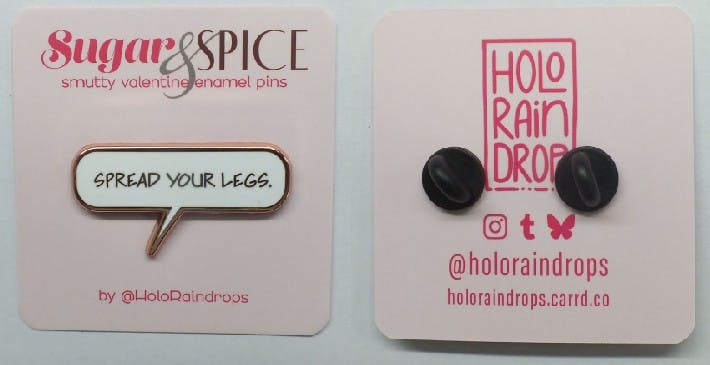 Sugar & SPICE
smutty valentine enamel pins
SPREAD YOUR LEGS.
by @HoloRaindrops
HOLO
RAIN
DROP
@holoraindrops
holoraindrops.carrd.co